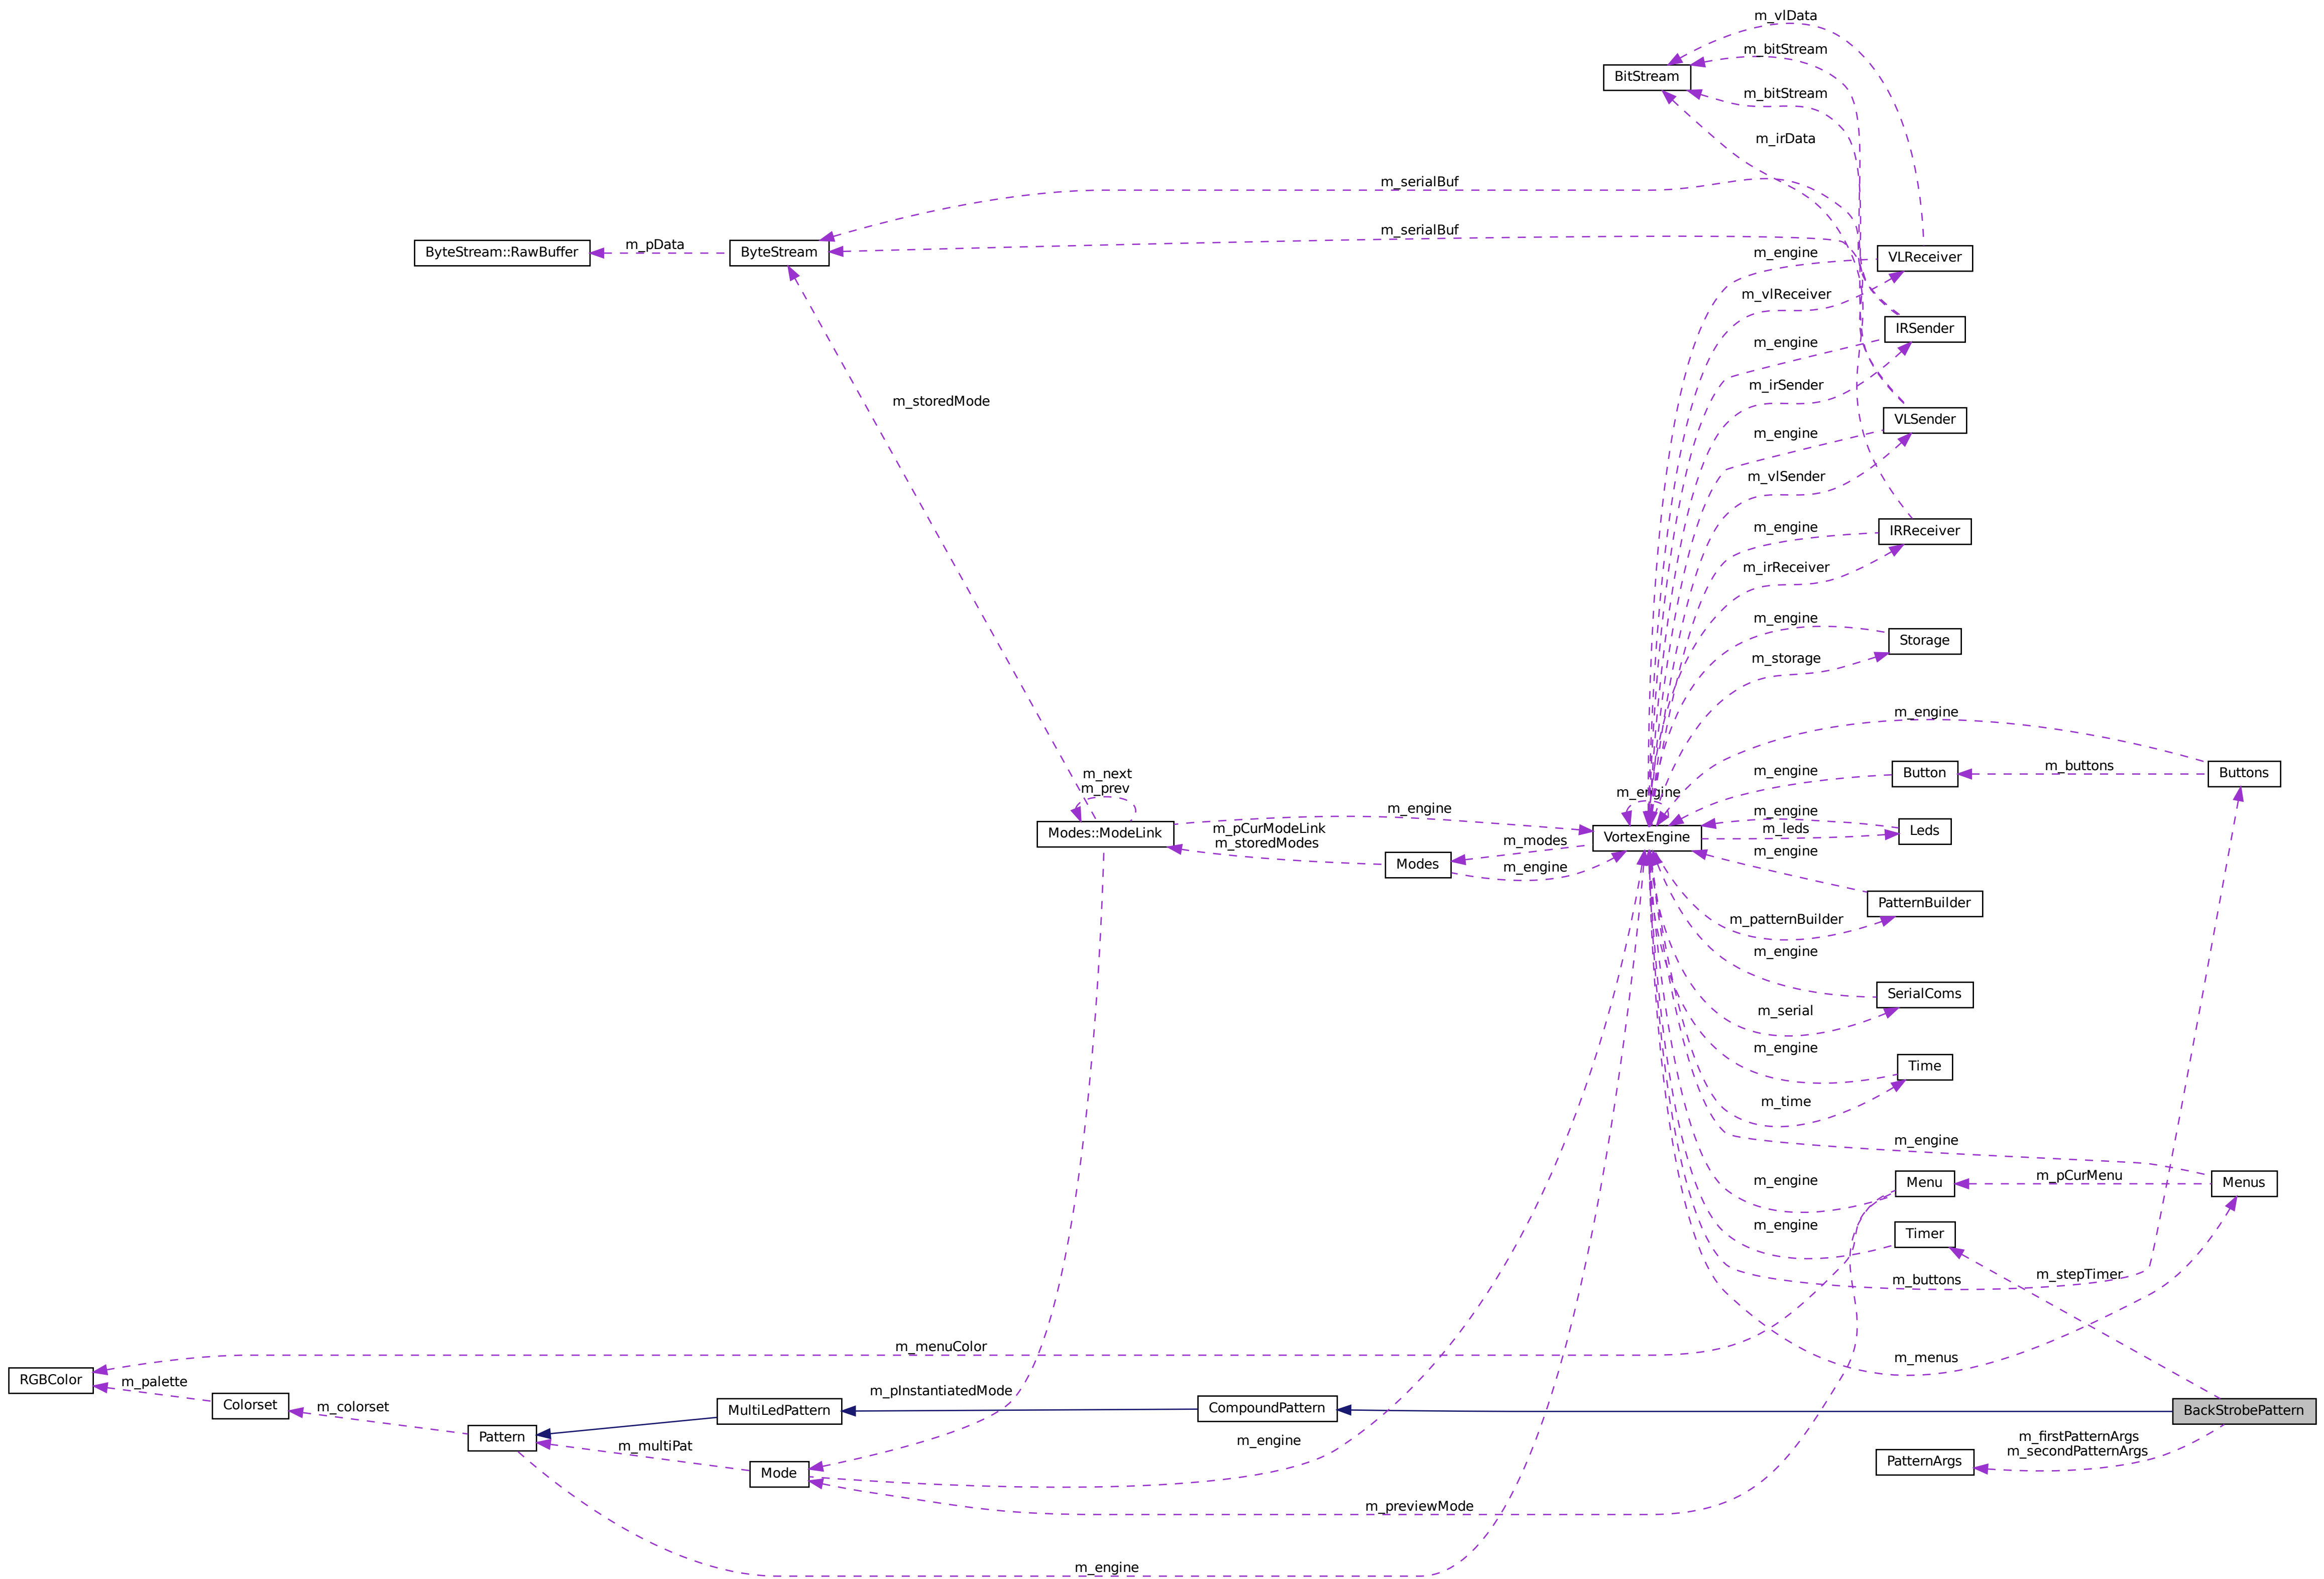 m_vlData
m_bitStream
BitStream
m_bitStream
m_irData
m_serialBuf
m_serialBuf
ByteStream::RawBuffer
m_pData
ByteStream
m_engine
VLReceiver
m_vlReceiver
IRSender
m_engine
m_irSender
m_storedMode
VLSender
m_engine
m_vlSender
m_engine
IRReceiver
m_irReceiver
m_engine
Storage
m_storage
m_engine
m_next
m_prev
m_engine
Button
m_buttons
Buttons
m_engine
m_engine
m_engine
Modes::ModeLink
m_pCurModeLink
m_storedModes
m_modes
VortexEngine
m_leds
Leds
Modes
m_engine
m_engine
PatternBuilder
m_patternBuilder
m_engine
SerialComs
m_serial
m_engine
Time
m_time
m_engine
m_engine
Menu
m_pCurMenu
Menus
m_engine
Timer
m_buttons
m_stepTimer
m_menuColor
m_menus
RGBColor
m_palette
Colorset
m_colorset
m_pInstantiatedMode
MultiLedPattern
CompoundPattern
BackStrobePattern
Pattern
m_multiPat
m_engine
m_firstPatternArgs
m_secondPatternArgs
PatternArgs
Mode
m_previewMode
m_engine